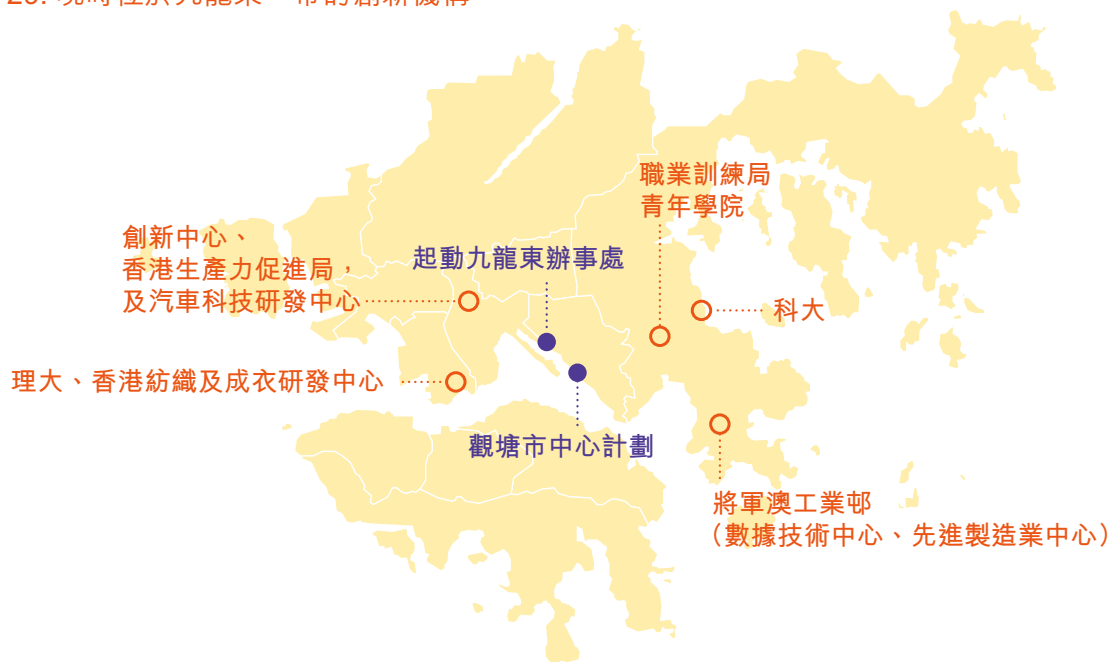 職業訓練局
青年學院
創新中心、
香港生產力促進局，
及汽車科技研發中心
起動九龍東辦事處
科大
理大、香港紡織及成衣研發中心
觀塘市中心計劃
將軍澳工業邨
（數據技術中心、先進製造業中心）